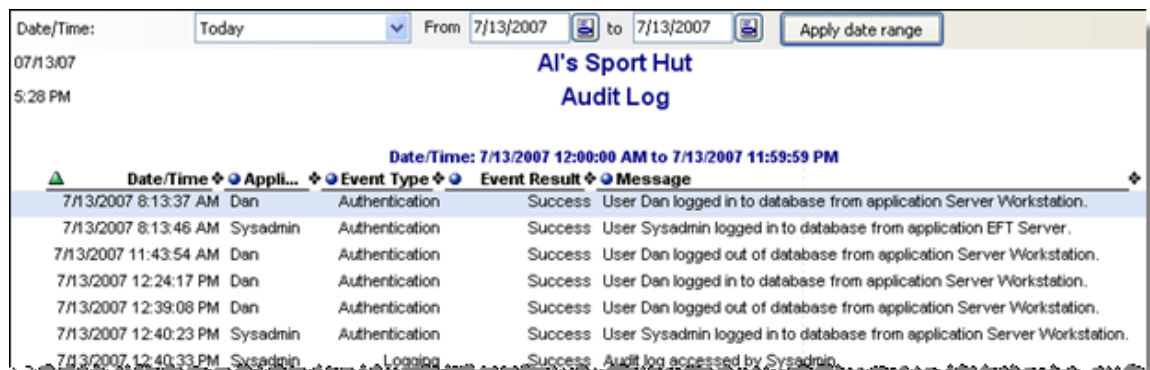 Date/Time: Today From 7/13/2007 to 7/13/2007 Apply date range
07/13/07 Al's Sport Hut
5:28 PM Audit Log
Date/Time: 7/13/2007 12:00:00 AM to 7/13/2007 11:59:59 PM
Date/Time Appli... Event Type Event Result Message
7/13/2007 8:13:37 AM Dan Authentication Success User Dan logged in to database from application Server Workstation.
7/13/2007 8:13:46 AM Sysadmin Authentication Success User Sysadmin logged in to database from application EFT Server.
7/13/2007 11:43:54 AM Dan Authentication Success User Dan logged out of database from application Server Workstation.
7/13/2007 12:24:17 PM Dan Authentication Success User Dan logged in to database from application Server Workstation.
7/13/2007 12:39:08 PM Dan Authentication Success User Dan logged out of database from application Server Workstation.
7/13/2007 12:40:23 PM Sysadmin Authentication Success User Sysadmin logged in to database from application Server Workstation.
7/13/2007 12:40:33 PM Sysadmin Logging Success Audit log accessed by Sysadmin.